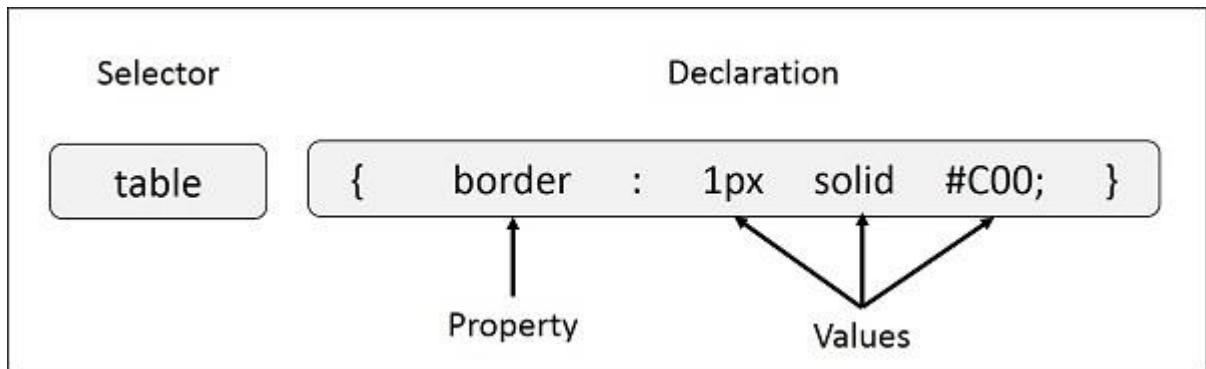 Selector Declaration
table { border : 1px solid #C00; }
Property Values